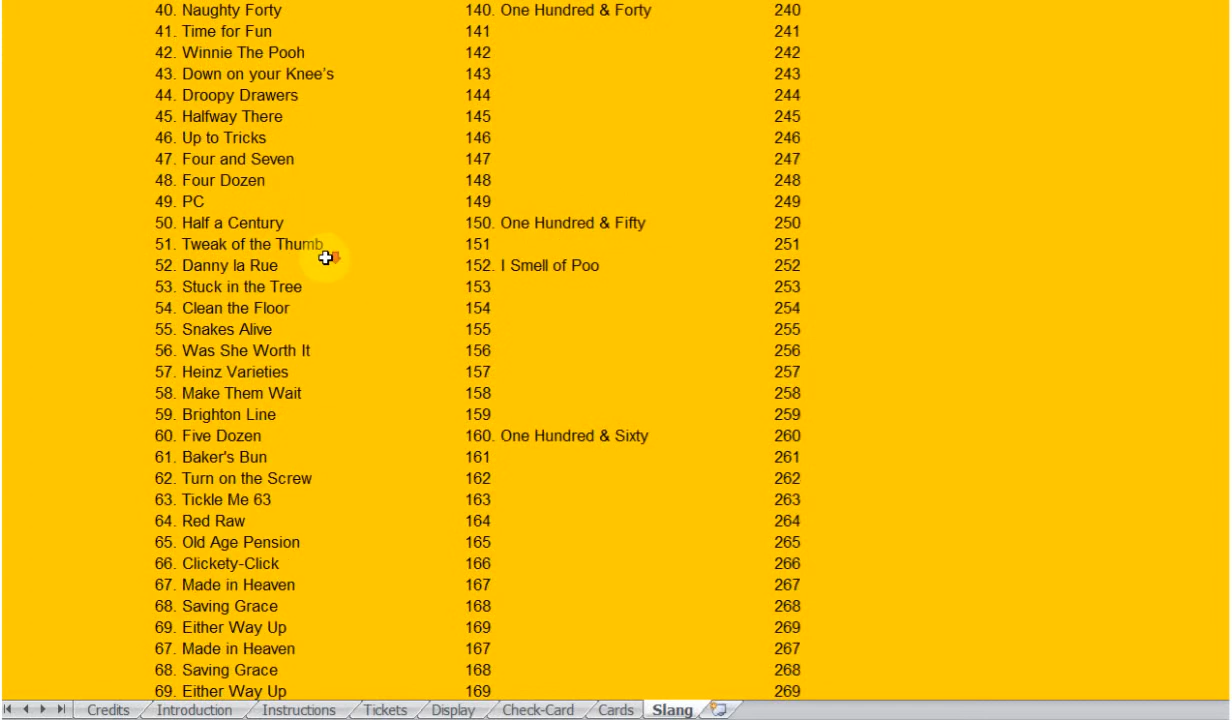 40. Naughty Forty 140. One Hundred & Forty 240
41. Time for Fun 141 241
42. Winnie The Pooh 142 242
43. Down on your Knee's 143 243
44. Droopy Drawers 144 244
45. Halfway There 145 245
46. Up to Tricks 146 246
47. Four and Seven 147 247
48. Four Dozen 148 248
49. PC 149 249
50. Half a Century 150. One Hundred & Fifty 250
51. Tweak of the Thumb 151 251
52. Danny la Rue 152. I Smell of Poo 252
53. Stuck in the Tree 153 253
54. Clean the Floor 154 254
55. Snakes Alive 155 255
56. Was She Worth It 156 256
57. Heinz Varieties 157 257
58. Make Them Wait 158 258
59. Brighton Line 159 259
60. Five Dozen 160. One Hundred & Sixty 260
61. Baker's Bun 161 261
62. Turn on the Screw 162 262
63. Tickle Me 63 163 263
64. Red Raw 164 264
65. Old Age Pension 165 265
66. Clickety-Click 166 266
67. Made in Heaven 167 267
68. Saving Grace 168 268
69. Either Way Up 169 269
67. Made in Heaven 167 267
68. Saving Grace 168 268
69. Either Way Up 169 269
Credits Introduction Instructions Tickets Display Check-Card Cards Slang